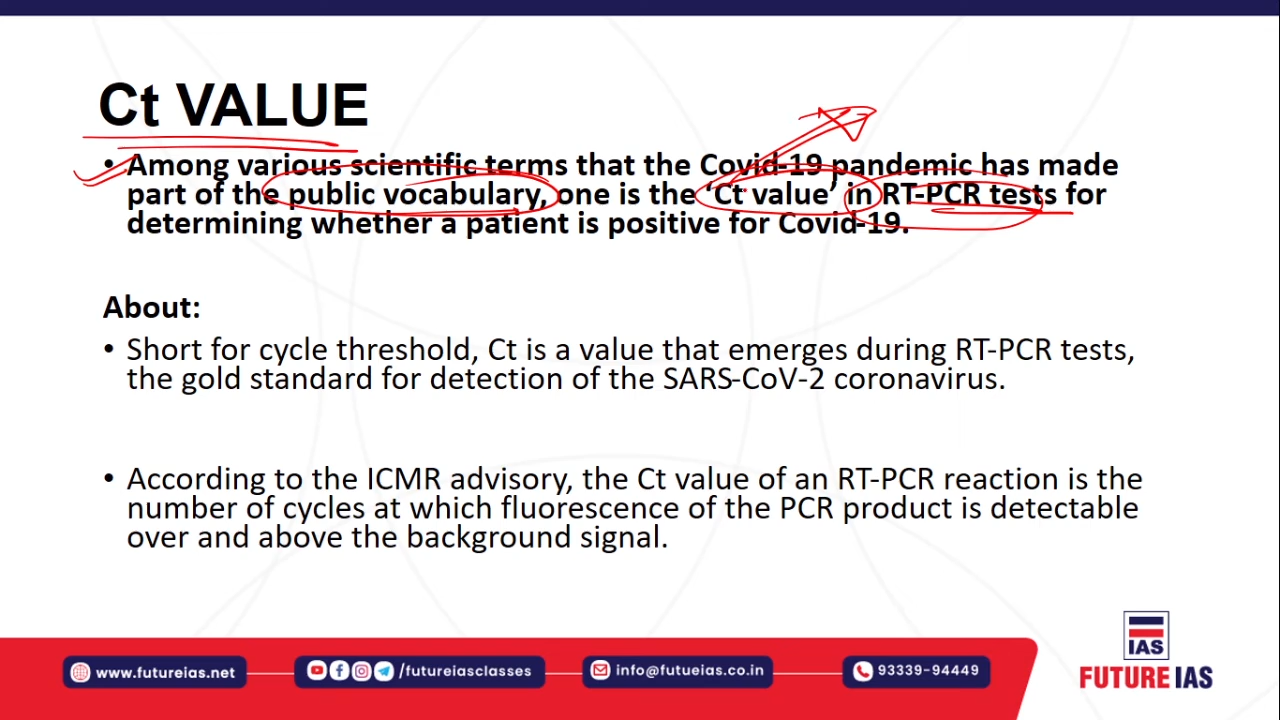 Ct VALUE
• Among various scientific terms that the Covid-19 pandemic has made
part of the public vocabulary, one is the ‘Ct value’ in RT-PCR tests for
determining whether a patient is positive for Covid-19.
About:
• Short for cycle threshold, Ct is a value that emerges during RT-PCR tests,
the gold standard for detection of the SARS-CoV-2 coronavirus.
• According to the ICMR advisory, the Ct value of an RT-PCR reaction is the
number of cycles at which fluorescence of the PCR product is detectable
over and above the background signal.
www.futureias.net
/futureiasclasses
info@futueias.co.in
93339-94449
IAS
FUTURE IAS